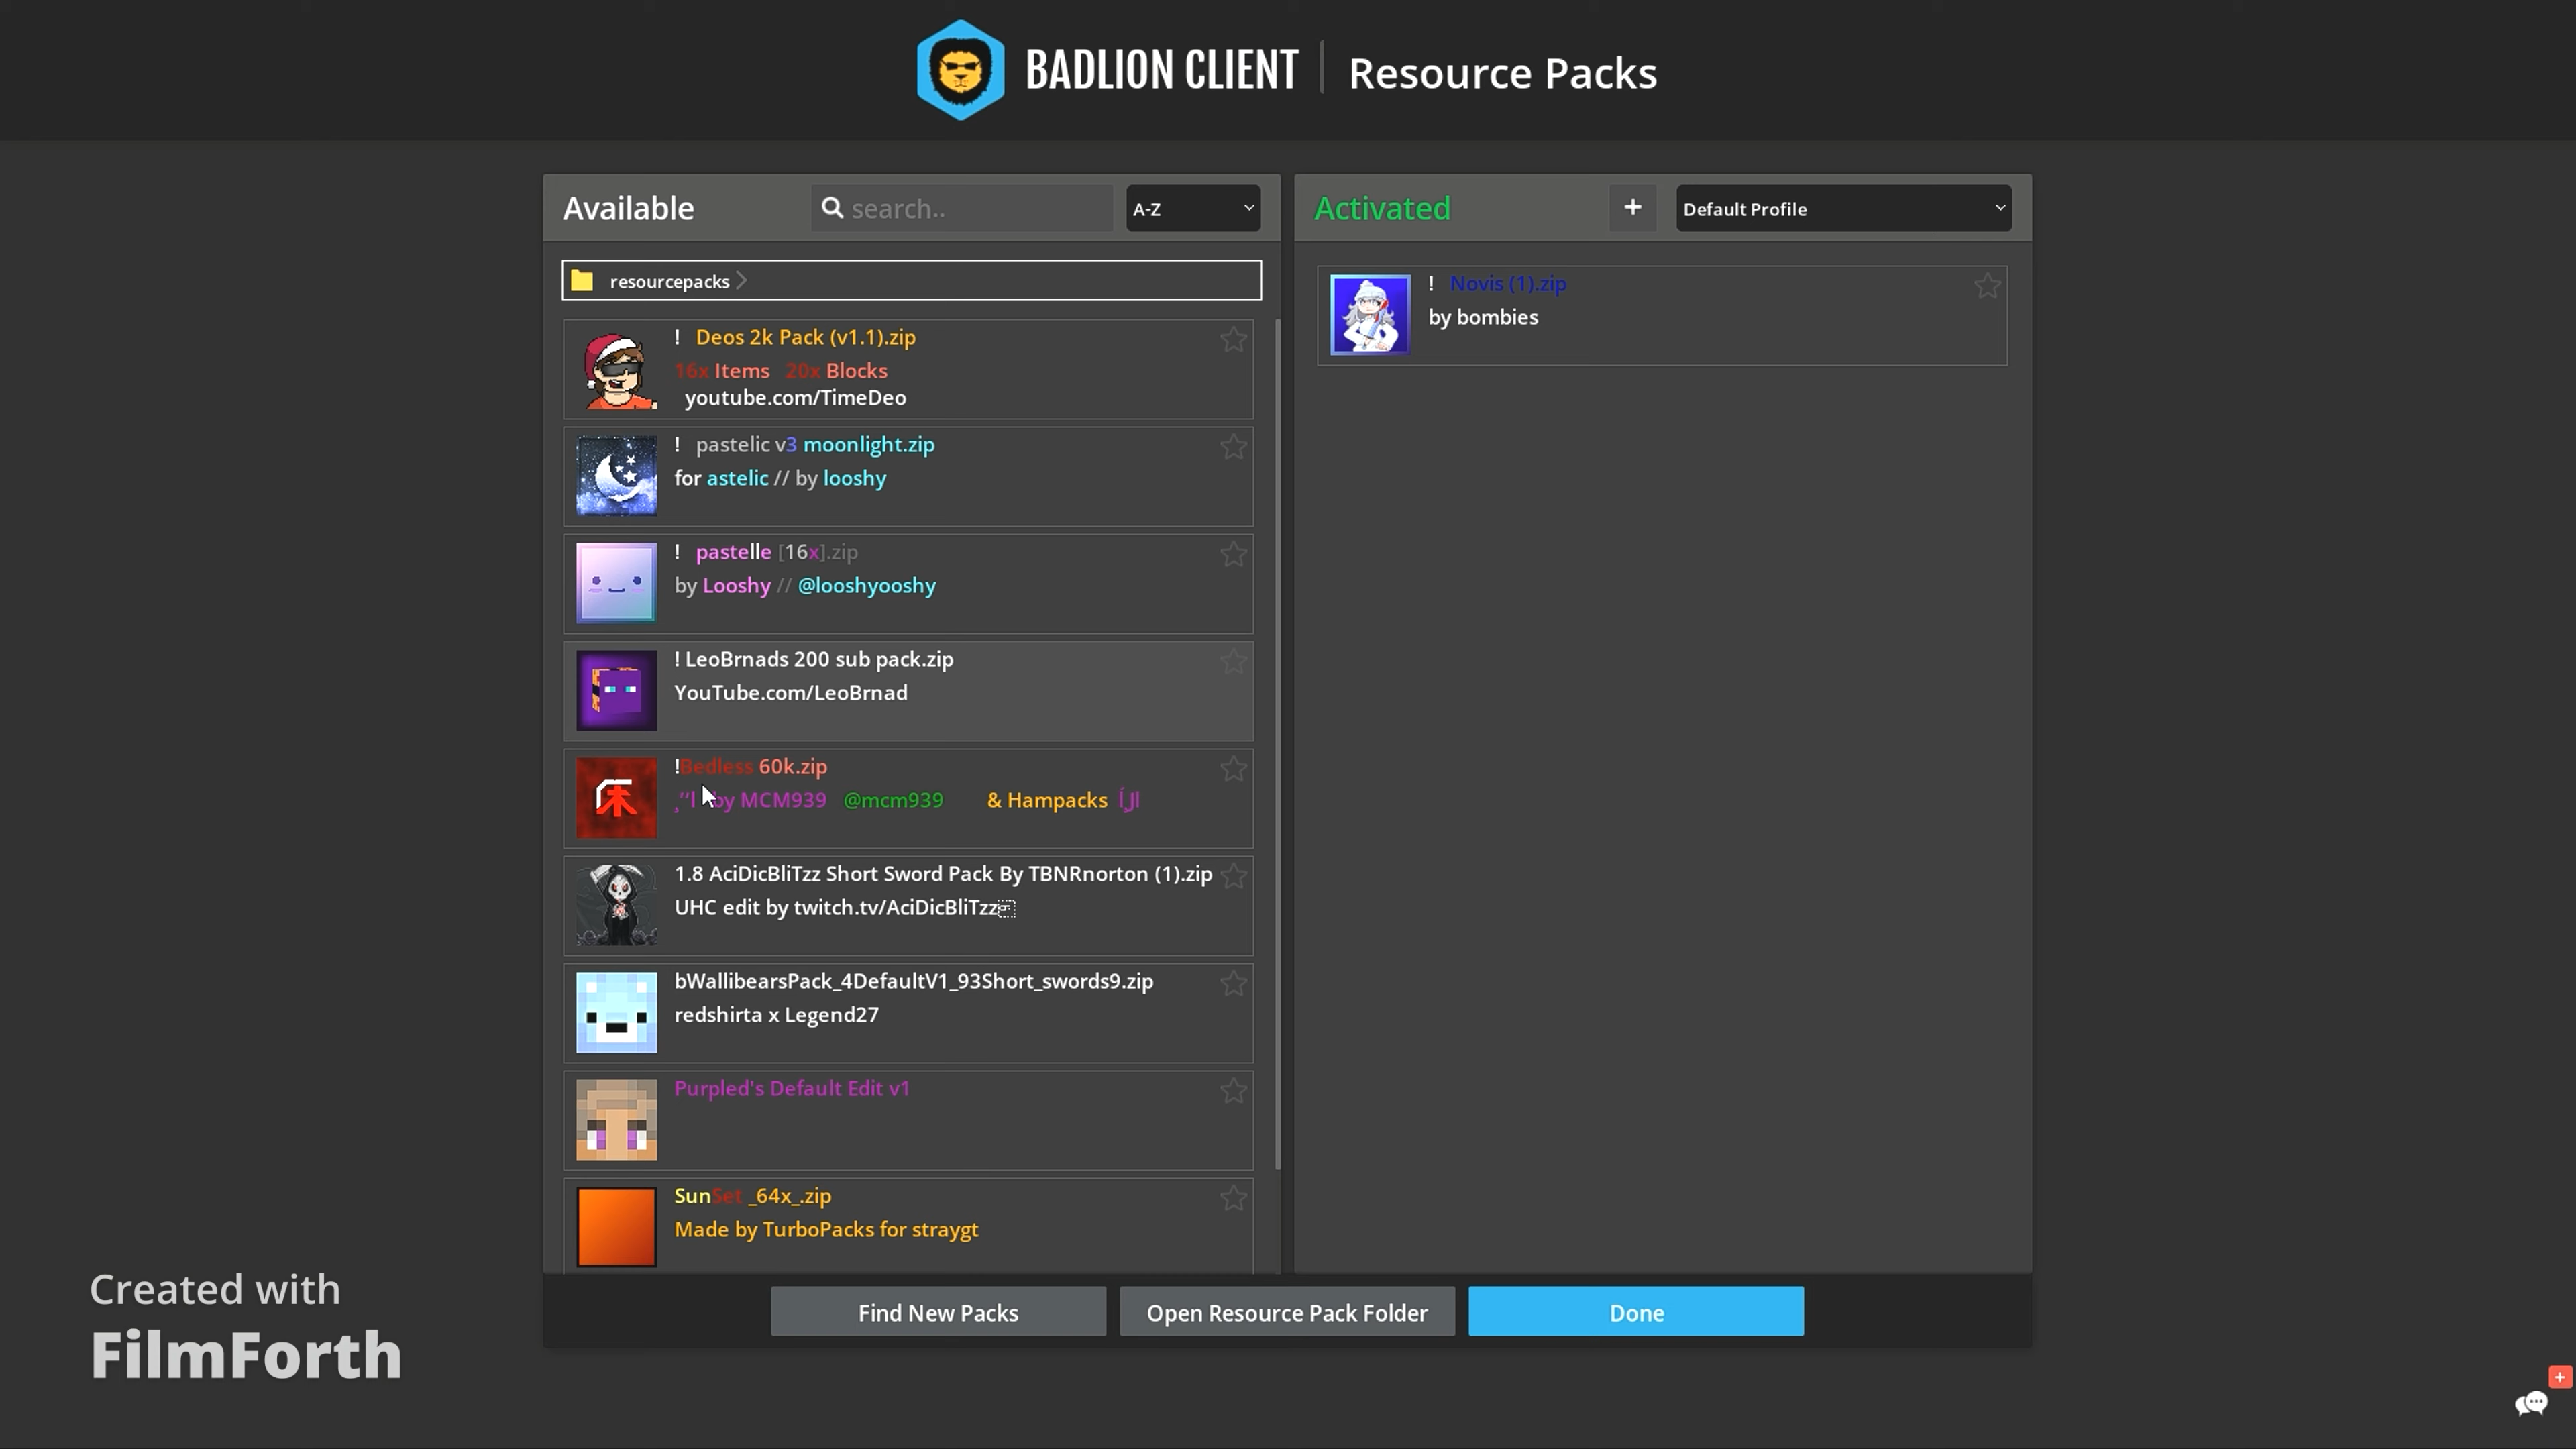 BADLION CLIENT | Resource Packs
Available
search..
A-Z
Activated
+
Default Profile
resourcepacks
! Deos 2k Pack (v1.1).zip
16x Items 20x Blocks
youtube.com/TimeDeo
! pastelic v3 moonlight.zip
for astelic // by looshy
! pastelle [16x].zip
by Looshy // @looshyooshy
! LeoBrnads 200 sub pack.zip
YouTube.com/LeoBrnad
!Bedless 60k.zip
by MCM939 @mcm939 & Hampacks
1.8 AciDicBliTzz Short Sword Pack By TBNRnorton (1).zip
UHC edit by twitch.tv/AciDicBliTzz
bWallibearsPack_4DefaultV1_93Short_swords9.zip
redshirta x Legend27
Purpled's Default Edit v1
SunSet _64x_.zip
Made by TurboPacks for straygt
! Novis (1).zip
by bombies
Find New Packs
Open Resource Pack Folder
Done
Created with
FilmForth